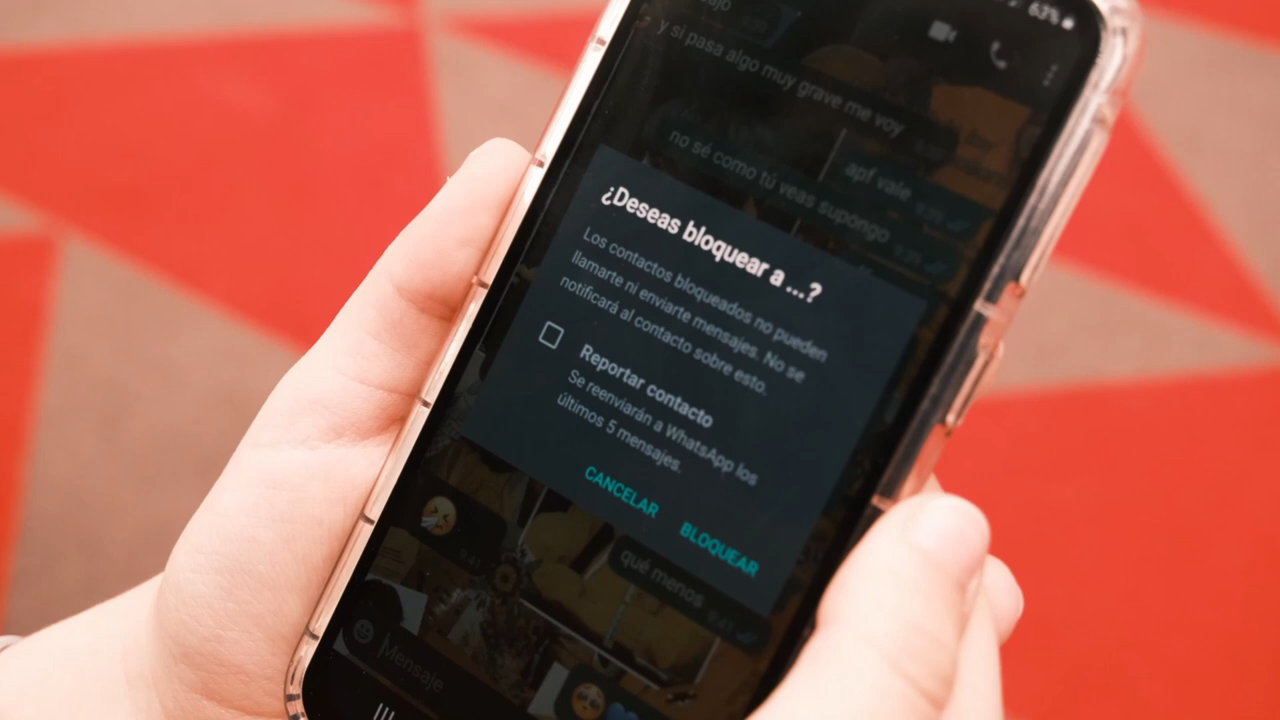 63%
y si pasa algo muy grave me voy
apf vale
no sé como tú veas supongo
¿Deseas bloquear a ...?
Los contactos bloqueados no pueden
llamarte ni enviarte mensajes. No se
notificará al contacto sobre esto.
Reportar contacto
Se reenviarán a WhatsApp los
últimos 5 mensajes.
CANCELAR BLOQUEAR
qué menos
Mensaje